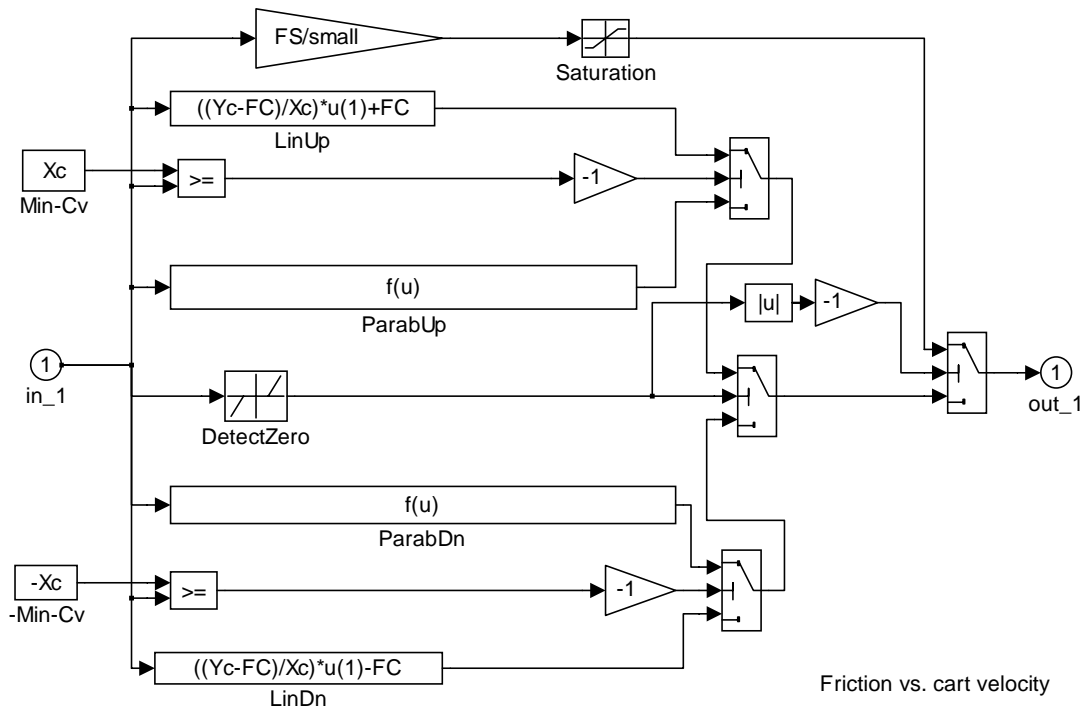 FS/small
Saturation
((Yc-FC)/Xc)*u(1)+FC
LinUp
Xc
Min-Cv
>=
-1
f(u)
ParabUp
|u|
-1
1
in_1
DetectZero
1
out_1
f(u)
ParabDn
-Xc
-Min-Cv
>=
-1
((Yc-FC)/Xc)*u(1)-FC
LinDn
Friction vs. cart velocity